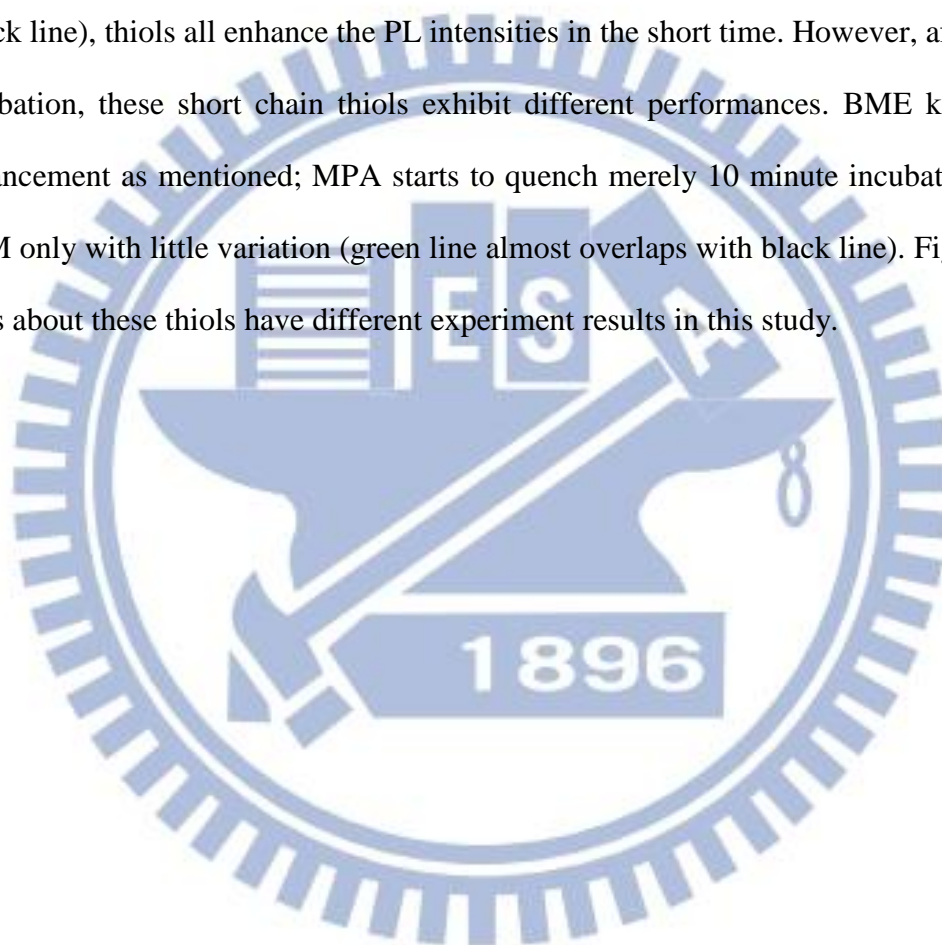 ck line), thiols all enhance the PL intensities in the short time. However, a
bation, these short chain thiols exhibit different performances. BME k
ancement as mentioned; MPA starts to quench merely 10 minute incubat
M only with little variation (green line almost overlaps with black line). Fi
s about these thiols have different experiment results in this study.
E S A
1896